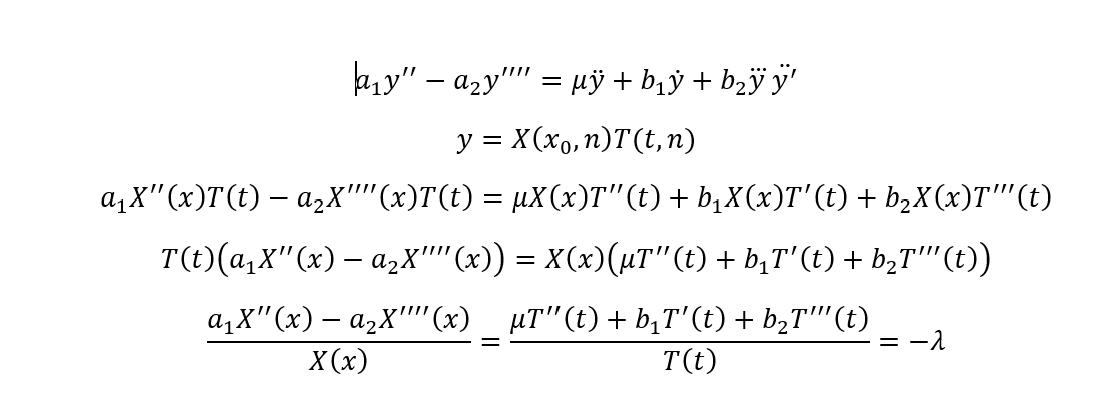 a₁y′′ − a₂y′′′′ = μÿ + b₁ẏ + b₂y⃛ ÿ′
y = X(x₀, n)T(t, n)
a₁X′′(x)T(t) − a₂X′′′′(x)T(t) = μX(x)T′′(t) + b₁X(x)T′(t) + b₂X(x)T′′′(t)
T(t)(a₁X′′(x) − a₂X′′′′(x)) = X(x)(μT′′(t) + b₁T′(t) + b₂T′′′(t))
(a₁X′′(x) − a₂X′′′′(x))/X(x) = (μT′′(t) + b₁T′(t) + b₂T′′′(t))/T(t) = −λ